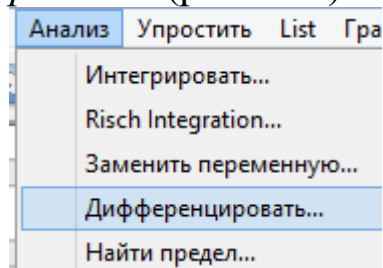 Анализ Упростить List Гра
Интегрировать...
Risch Integration...
Заменить переменную...
Дифференцировать...
Найти предел...